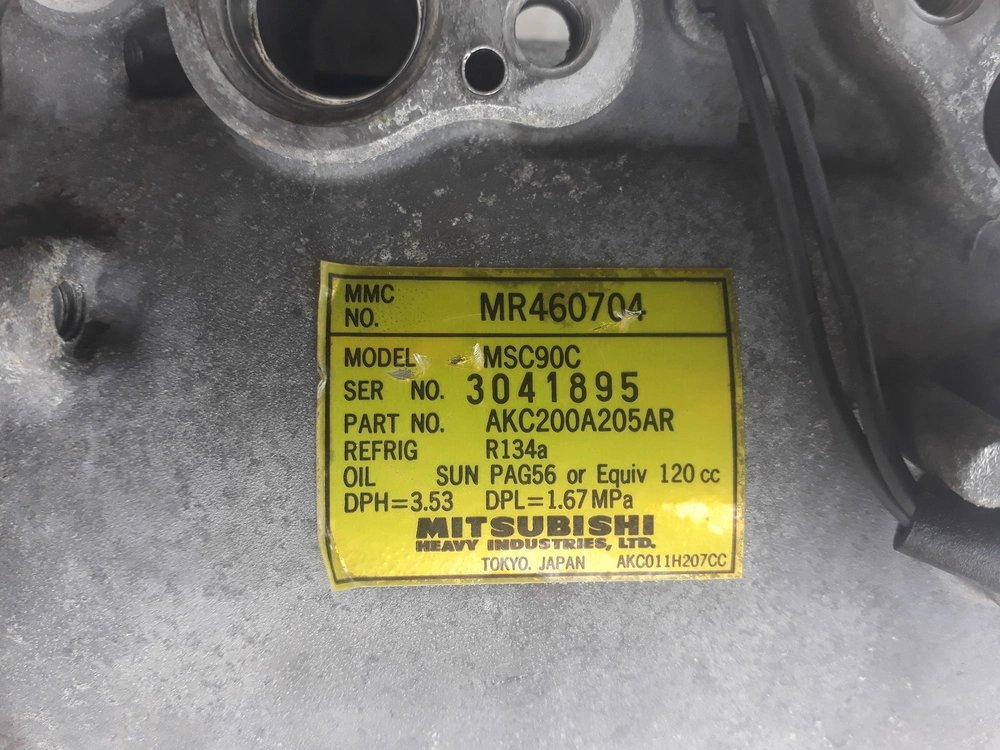 MMC NO. MR460704
MODEL MSC90C
SER NO. 3041895
PART NO. AKC200A205AR
REFRIG R134a
OIL SUN PAG56 or Equiv 120 cc
DPH=3.53 DPL=1.67 MPa
MITSUBISHI
HEAVY INDUSTRIES, LTD.
TOKYO. JAPAN AKC011H207CC